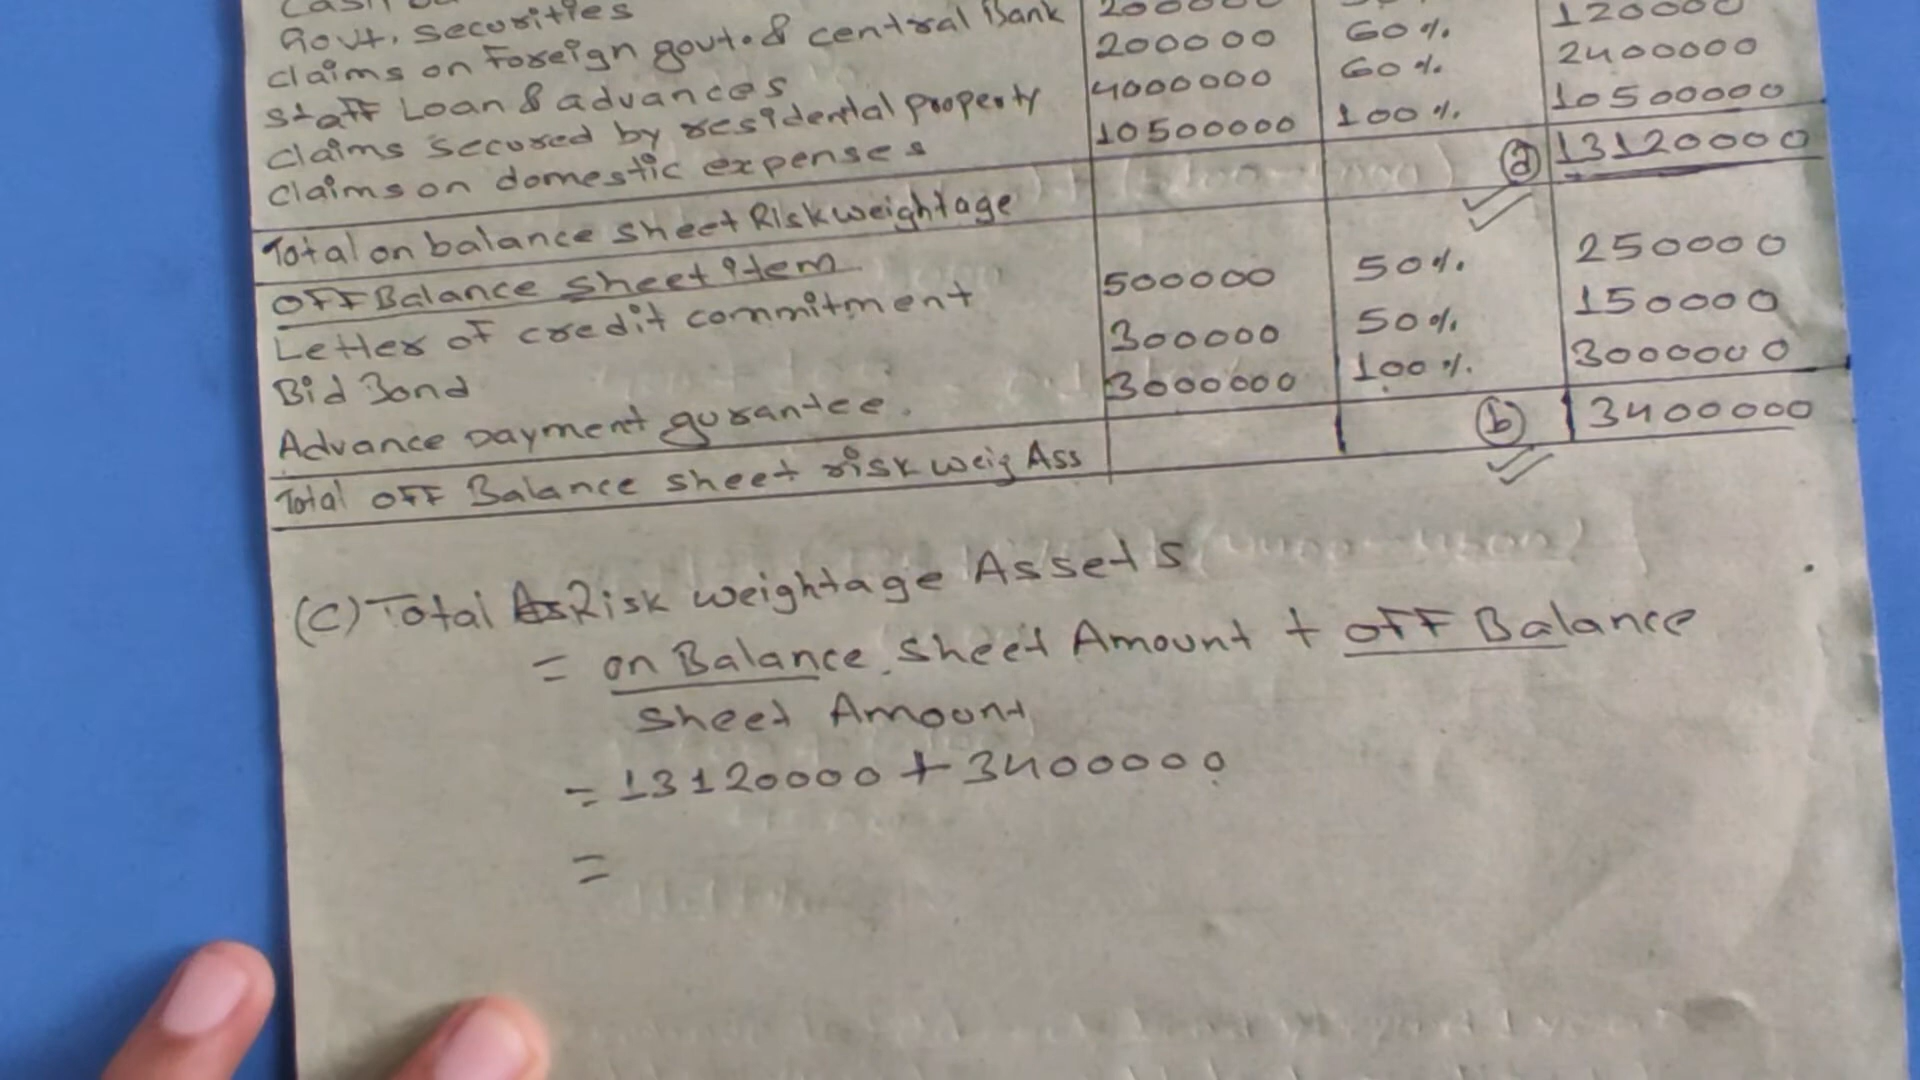 Govt. securities
claims on Foreign govt. & central Bank 200000 60% 120000
staff Loan & advances 4000000 60% 2400000
claims secured by residental property 10500000 100% 10500000
claims on domestic expenses
Total on balance sheet Riskweightage (a) 13120000
OFF Balance sheet item
Letter of credit commitment 500000 50% 250000
Bid Bond 300000 50% 150000
Advance payment gurantee. 3000000 100% 3000000
Total OFF Balance sheet risk weig Ass (b) 3400000
(C) Total Risk weightage Assets
= on Balance sheet Amount + OFF Balance
sheet Amount
= 13120000 + 3400000
=